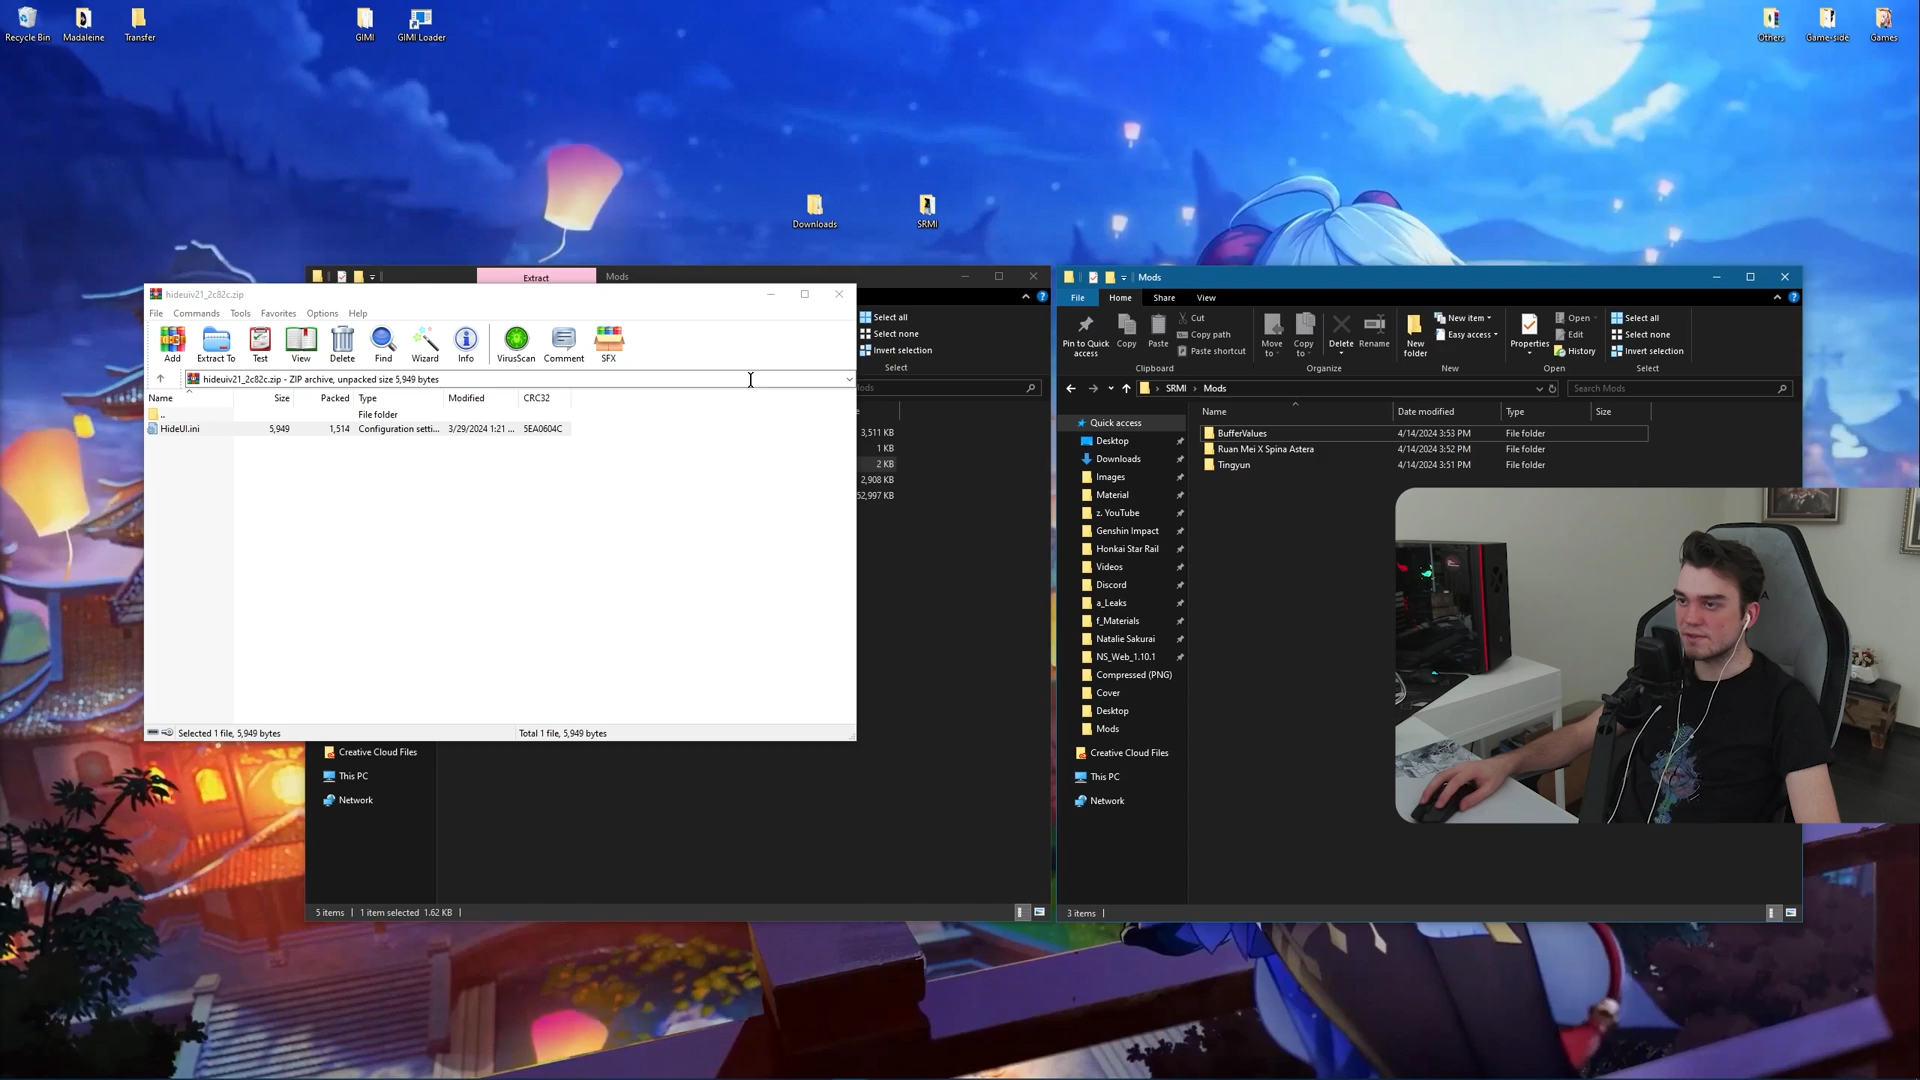 Recycle Bin
Madaleine
Transfer
GIMI
GIMI Loader
Others
Game-side
Games
Downloads
SRMI
Extract
Mods
Select all
Select none
Invert selection
Select
3,511 KB
1 KB
2 KB
2,908 KB
52,997 KB
Creative Cloud Files
This PC
Network
5 items
1 item selected 1.62 KB
hideuiv21_2c82c.zip
File Commands Tools Favorites Options Help
Add Extract To Test View Delete Find Wizard Info VirusScan Comment SFX
hideuiv21_2c82c.zip - ZIP archive, unpacked size 5,949 bytes
Name Size Packed Type Modified CRC32
.. File folder
HideUI.ini 5,949 1,514 Configuration setti... 3/29/2024 1:21 ... 5EA0604C
Selected 1 file, 5,949 bytes
Total 1 file, 5,949 bytes
Mods
File Home Share View
Pin to Quick access
Copy
Paste
Cut
Copy path
Paste shortcut
Clipboard
Move to
Copy to
Delete
Rename
Organize
New folder
New item
Easy access
New
Properties
Open
Edit
History
Open
Select all
Select none
Invert selection
Select
SRMI > Mods
Search Mods
Name Date modified Type Size
BufferValues 4/14/2024 3:53 PM File folder
Ruan Mei X Spina Astera 4/14/2024 3:52 PM File folder
Tingyun 4/14/2024 3:51 PM File folder
Quick access
Desktop
Downloads
Images
Material
z. YouTube
Genshin Impact
Honkai Star Rail
Videos
Discord
a_Leaks
f_Materials
Natalie Sakurai
NS_Web_1.10.1
Compressed (PNG)
Cover
Desktop
Mods
Creative Cloud Files
This PC
Network
3 items